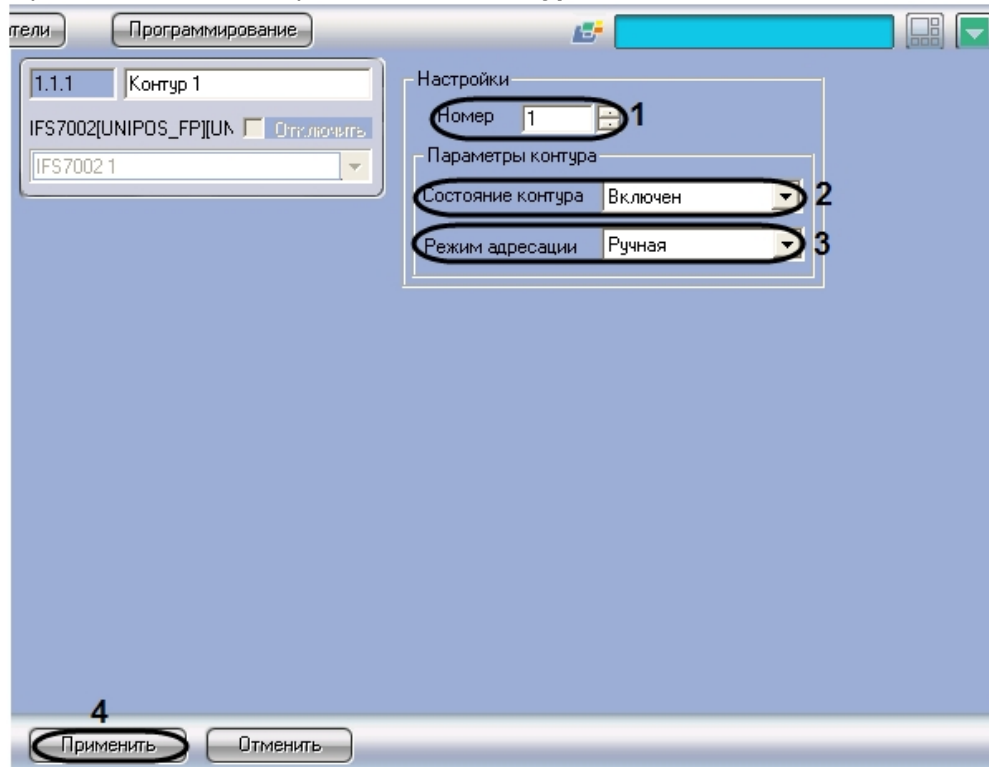 тели
Программирование
1.1.1
Контур 1
IFS7002[UNIPOS_FP][UN
Отключить
IFS7002 1
Настройки
Номер 1
1
Параметры контура
Состояние контура Включен
2
Режим адресации Ручная
3
4
Применить
Отменить